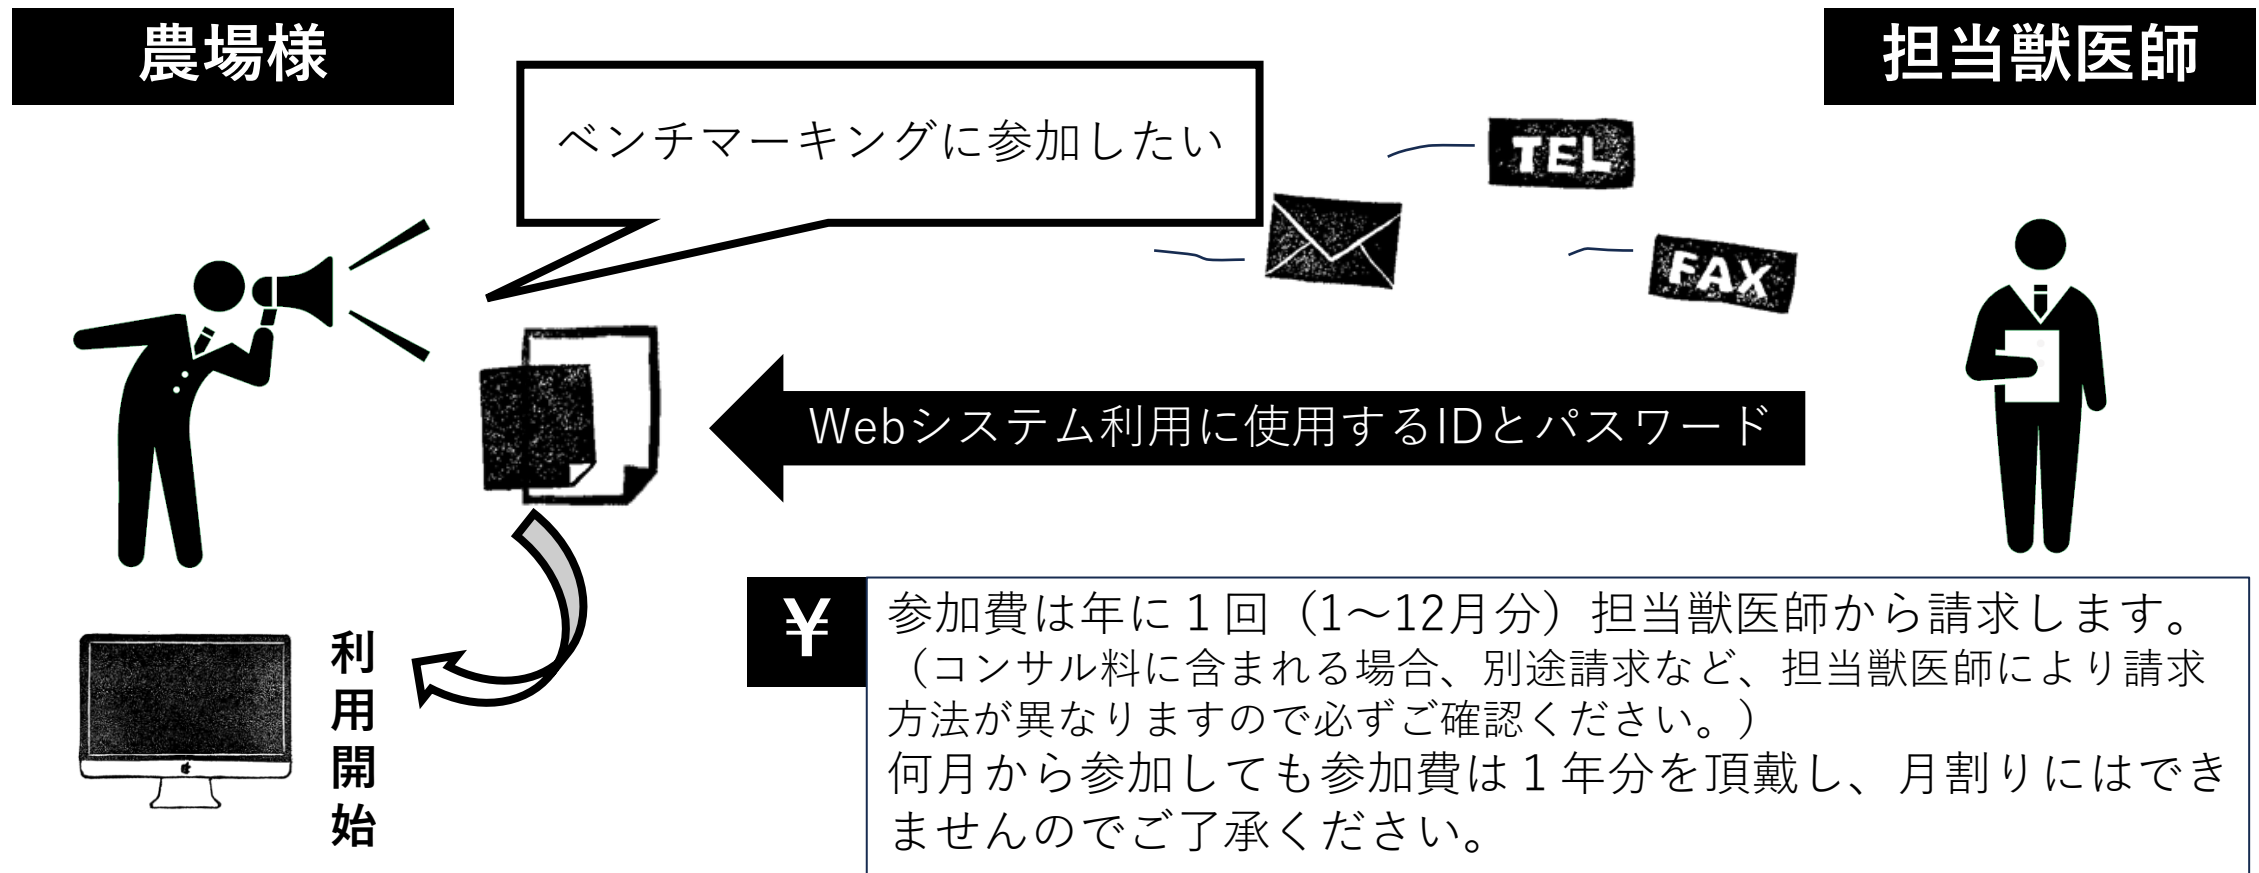 農場様
担当獣医師
ベンチマーキングに参加したい
TEL
FAX
Webシステム利用に使用するIDとパスワード
利用開始
¥
参加費は年に１回（1～12月分）担当獣医師から請求します。
（コンサル料に含まれる場合、別途請求など、担当獣医師により請求
方法が異なりますので必ずご確認ください。）
何月から参加しても参加費は１年分を頂戴し、月割りにはでき
ませんのでご了承ください。